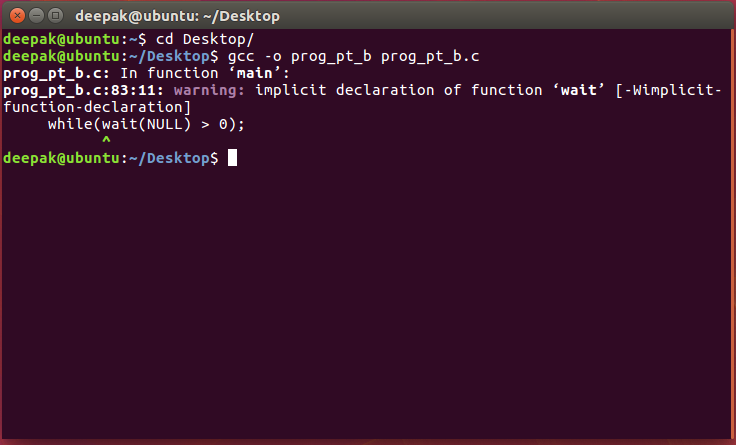 deepak@ubuntu: ~/Desktop
deepak@ubuntu:~$ cd Desktop/
deepak@ubuntu:~/Desktop$ gcc -o prog_pt_b prog_pt_b.c
prog_pt_b.c: In function ‘main’:
prog_pt_b.c:83:11: warning: implicit declaration of function ‘wait’ [-Wimplicit-
function-declaration]
     while(wait(NULL) > 0);
           ^
deepak@ubuntu:~/Desktop$